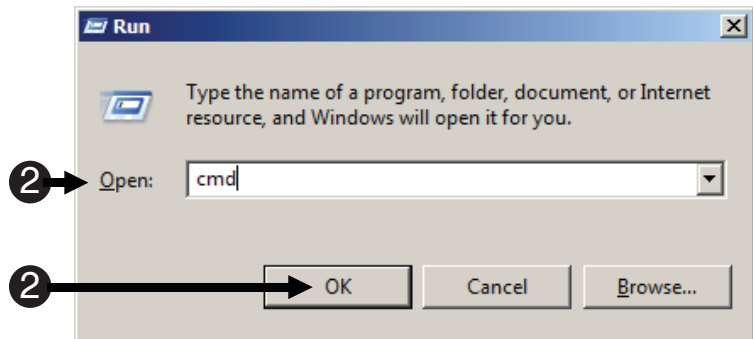 Run
Type the name of a program, folder, document, or Internet
resource, and Windows will open it for you.
2 Open: cmd
2 OK Cancel Browse...